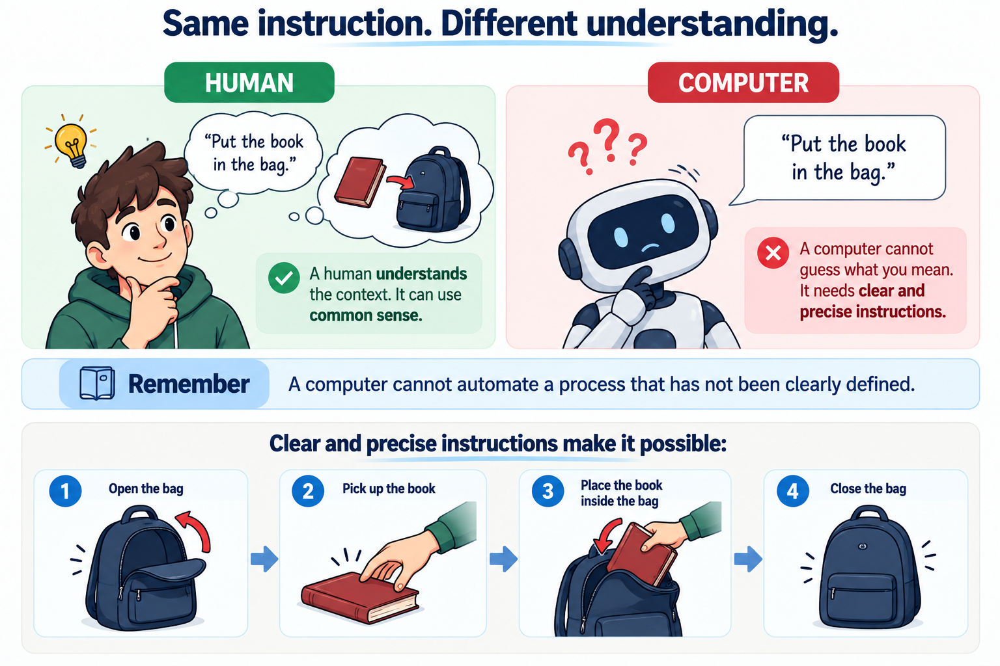 Same instruction. Different understanding.
HUMAN
“Put the book
in the bag.”
A human understands
the context. It can use
common sense.
COMPUTER
???
“Put the book
in the bag.”
A computer cannot
guess what you mean.
It needs clear and
precise instructions.
Remember
A computer cannot automate a process that has not been clearly defined.
Clear and precise instructions make it possible:
1
Open the bag
2
Pick up the book
3
Place the book
inside the bag
4
Close the bag